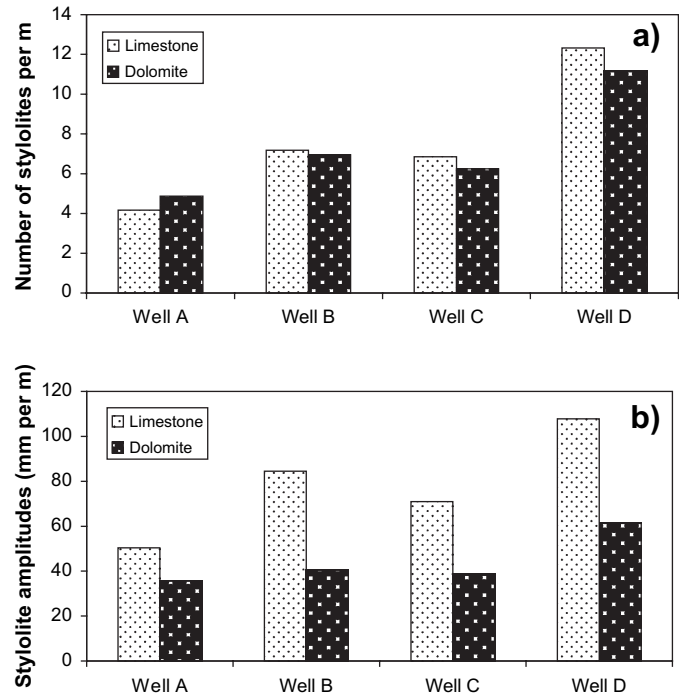 a)
Number of stylolites per m
14
12
10
8
6
4
2
0
Limestone
Dolomite
Well A Well B Well C Well D
b)
Stylolite amplitudes (mm per m)
120
100
80
60
40
20
0
Limestone
Dolomite
Well A Well B Well C Well D